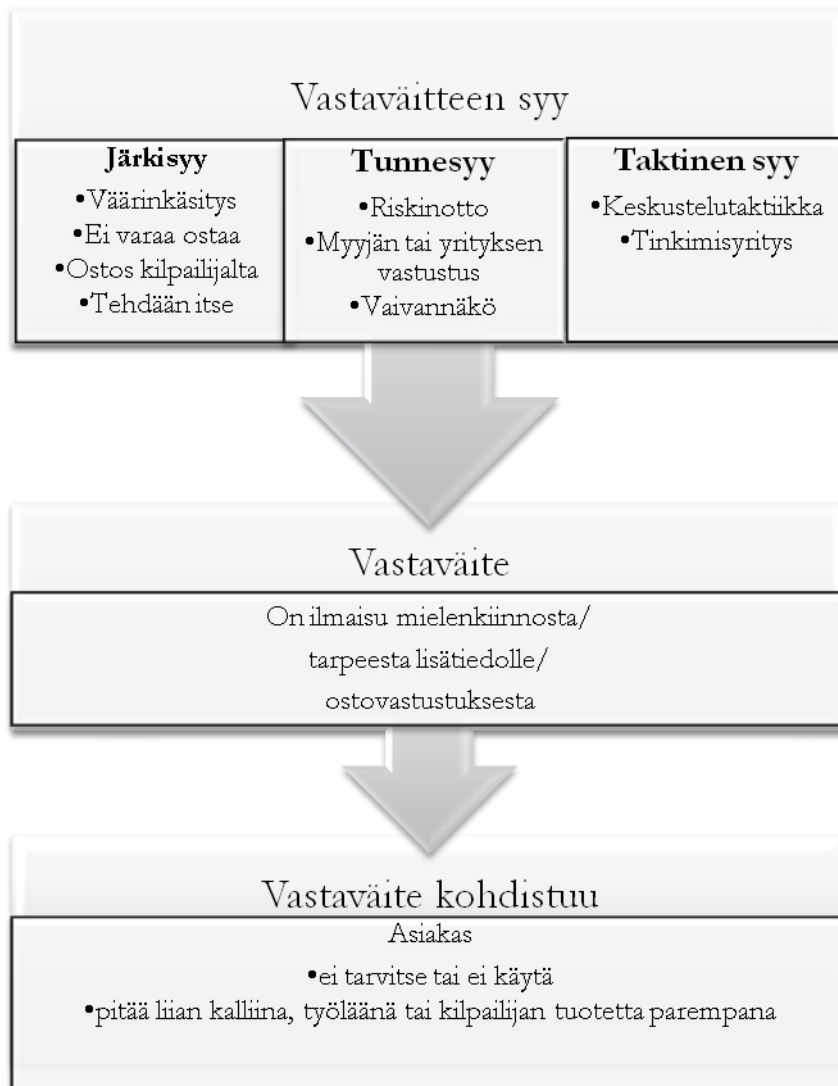 Vastaväitteen syy
Järkisyy
•Väärinkäsitys
•Ei varaa ostaa
•Ostos kilpailijalta
•Tehdään itse
Tunnesyy
•Riskinotto
•Myyjän tai yrityksen
vastustus
•Vaivannäkö
Taktinen syy
•Keskustelutaktiikka
•Tinkimisyritys
Vastaväite
On ilmaisu mielenkiinnosta/
tarpeesta lisätiedolle/
ostovastustuksesta
Vastaväite kohdistuu
Asiakas
•ei tarvitse tai ei käytä
•pitää liian kalliina, työläänä tai kilpailijan tuotetta parempana